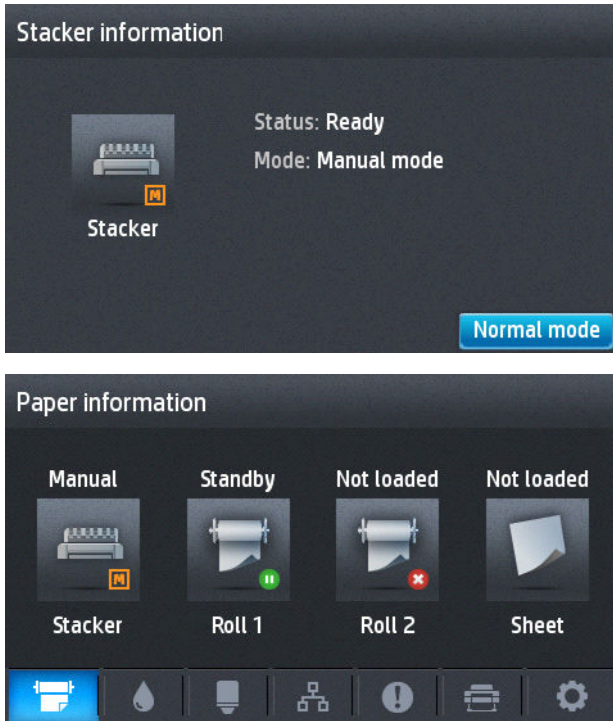 Stacker information
Status: Ready
Mode: Manual mode
M
Stacker
Normal mode
Paper information
Manual Standby Not loaded Not loaded
M
Stacker Roll 1 Roll 2 Sheet